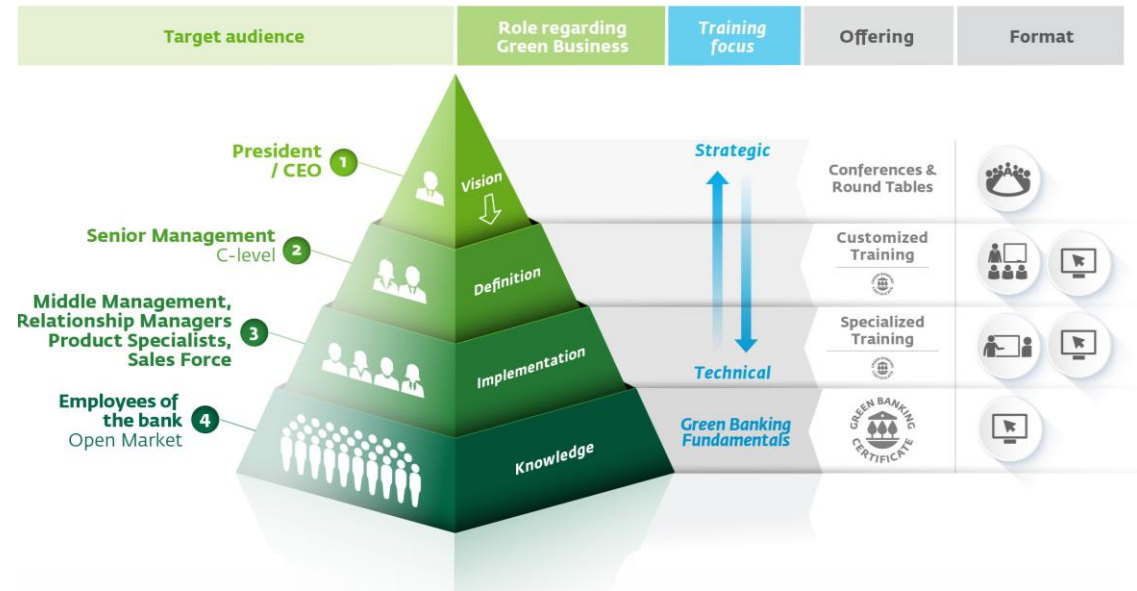 Target audience
Role regarding
Green Business
Training
focus
Offering
Format
President
/ CEO
1
Vision
Strategic
Conferences &
Round Tables
Senior Management
C-level
2
Definition
Customized
Training
Middle Management,
Relationship Managers
Product Specialists,
Sales Force
3
Implementation
Technical
Specialized
Training
Employees of
the bank
Open Market
4
Knowledge
Green Banking
Fundamentals
GREEN BANKING
CERTIFICATE